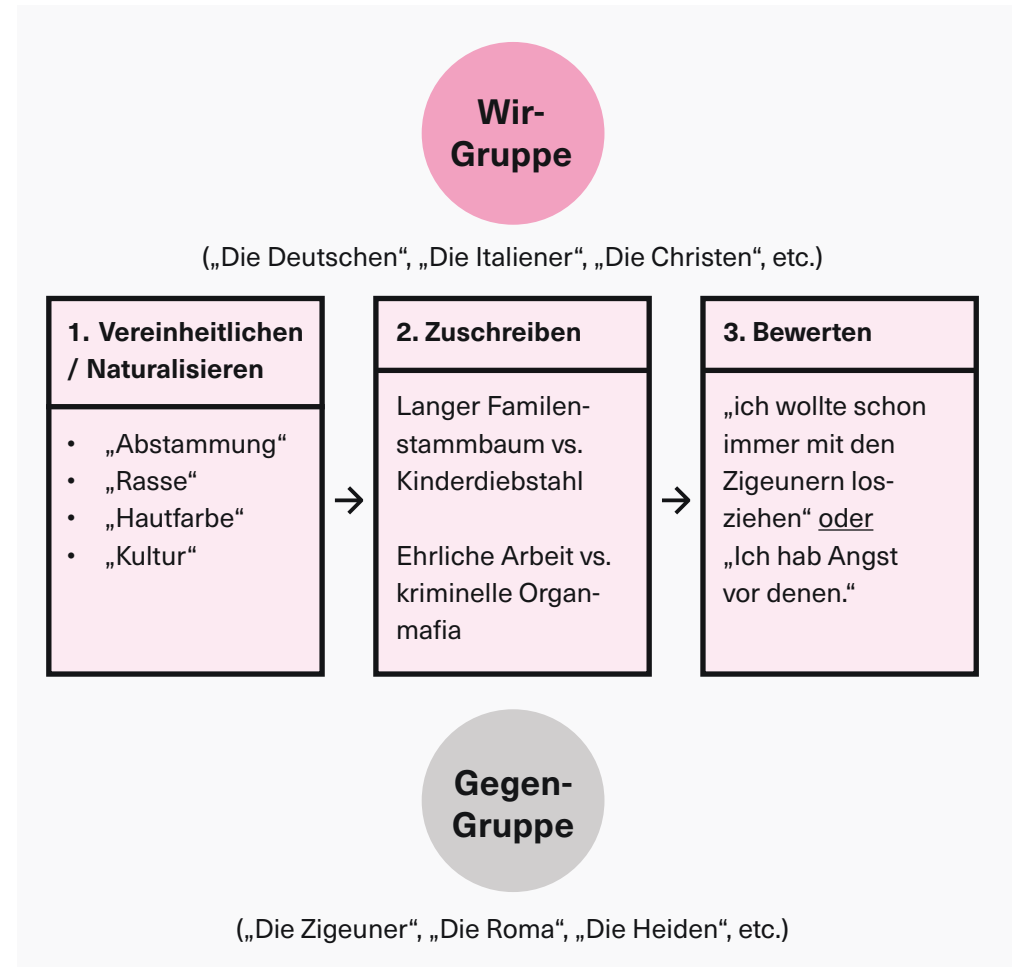 Wir-
Gruppe
(„Die Deutschen“, „Die Italiener“, „Die Christen“, etc.)
1. Vereinheitlichen
/ Naturalisieren
• „Abstammung“
• „Rasse“
• „Hautfarbe“
• „Kultur“
→
2. Zuschreiben
Langer Familen-
stammbaum vs.
Kinderdiebstahl
Ehrliche Arbeit vs.
kriminelle Organ-
mafia
→
3. Bewerten
„ich wollte schon
immer mit den
Zigeunern los-
ziehen“ oder
„Ich hab Angst
vor denen.“
Gegen-
Gruppe
(„Die Zigeuner“, „Die Roma“, „Die Heiden“, etc.)